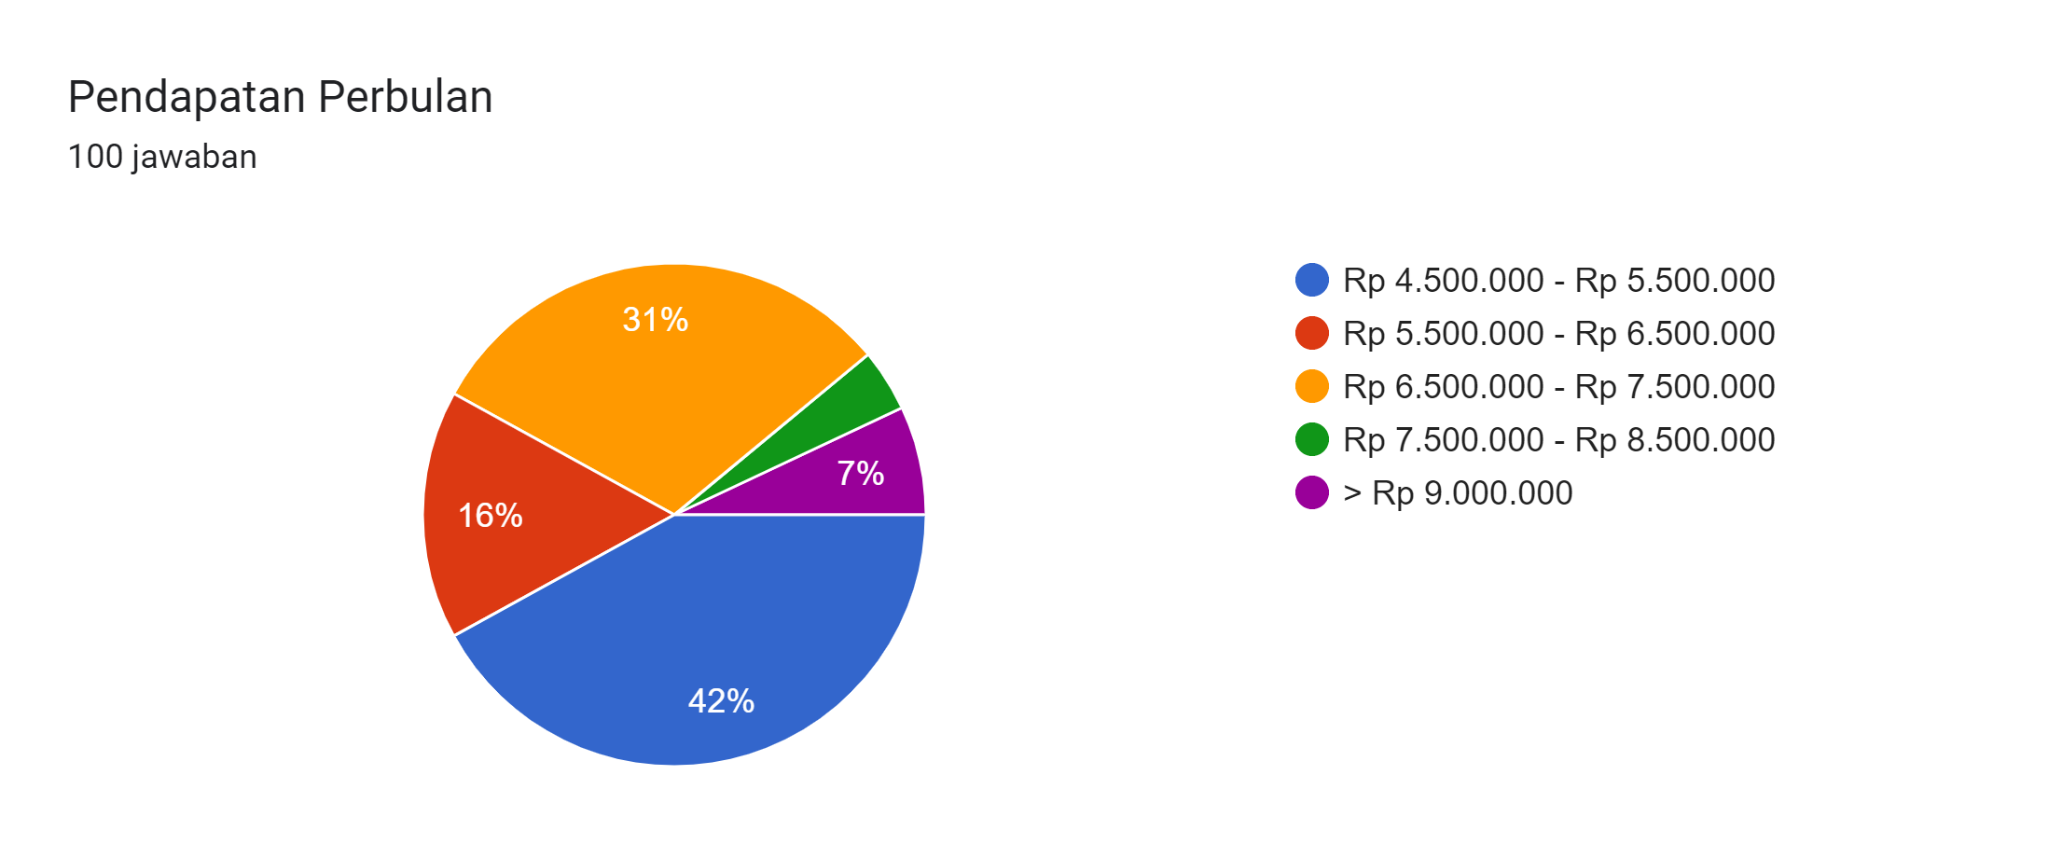 Pendapatan Perbulan
100 jawaban
31%
7%
16%
42%
Rp 4.500.000 - Rp 5.500.000
Rp 5.500.000 - Rp 6.500.000
Rp 6.500.000 - Rp 7.500.000
Rp 7.500.000 - Rp 8.500.000
> Rp 9.000.000